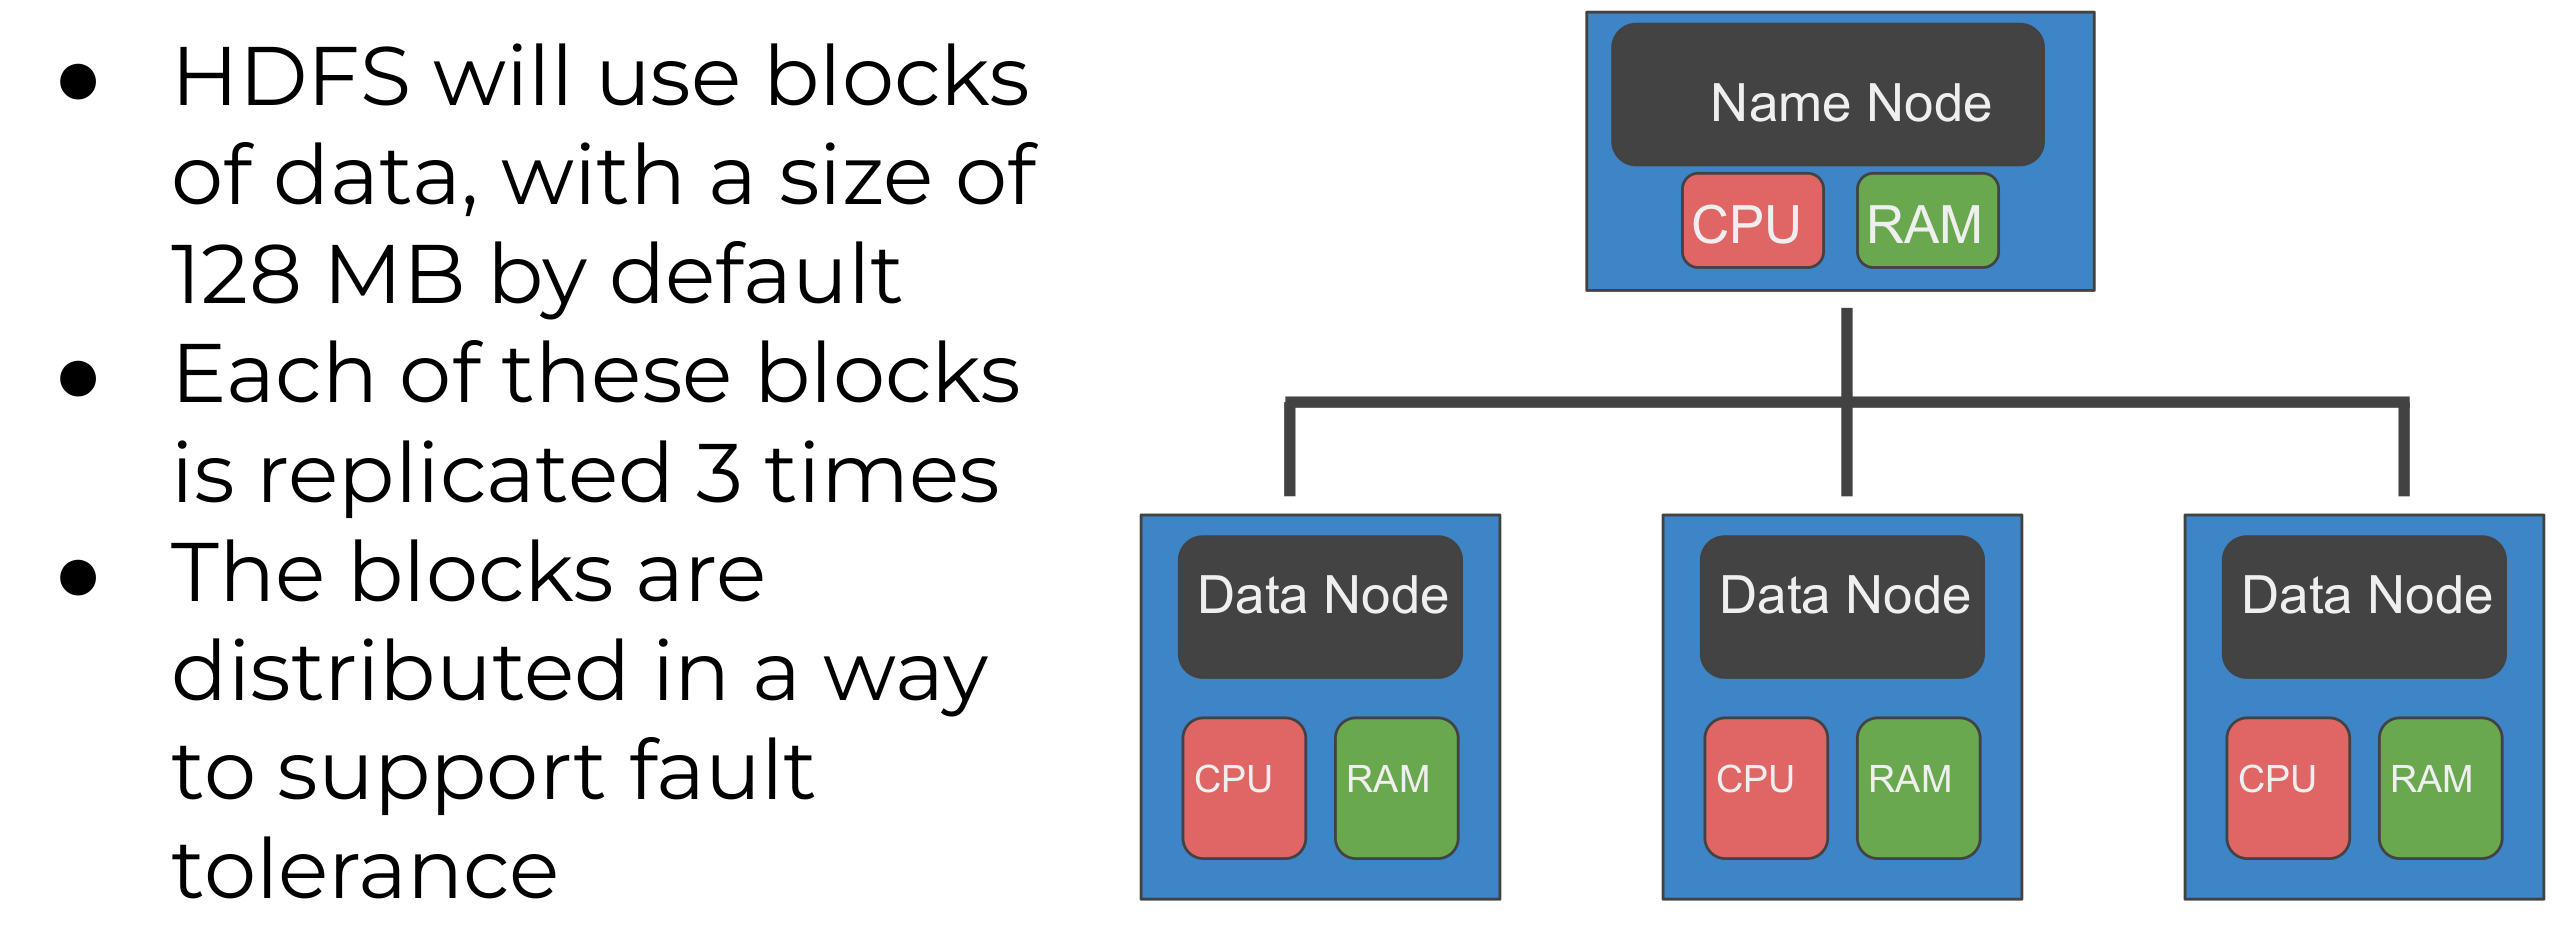 ● HDFS will use blocks
of data, with a size of
128 MB by default
● Each of these blocks
is replicated 3 times
● The blocks are
distributed in a way
to support fault
tolerance
Name Node
CPU RAM
Data Node Data Node Data Node
CPU RAM CPU RAM CPU RAM